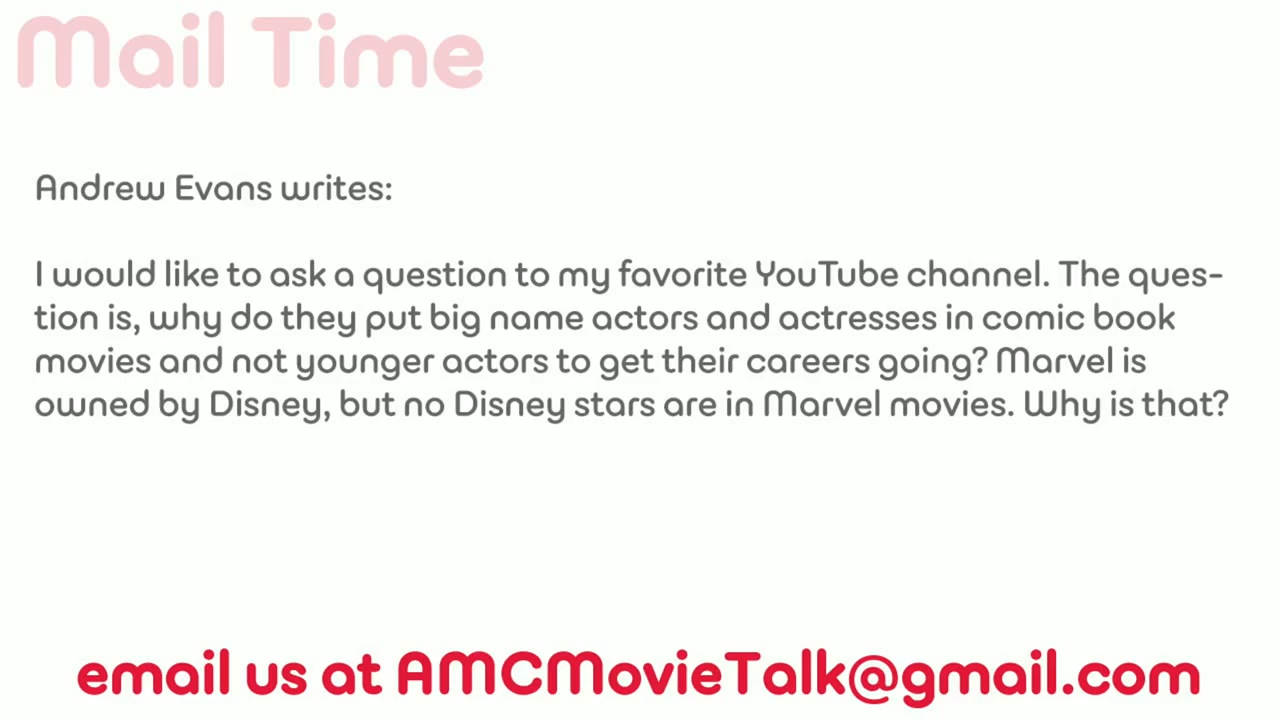 Mail Time
Andrew Evans writes:
I would like to ask a question to my favorite YouTube channel. The ques-
tion is, why do they put big name actors and actresses in comic book
movies and not younger actors to get their careers going? Marvel is
owned by Disney, but no Disney stars are in Marvel movies. Why is that?
email us at AMCMovieTalk@gmail.com